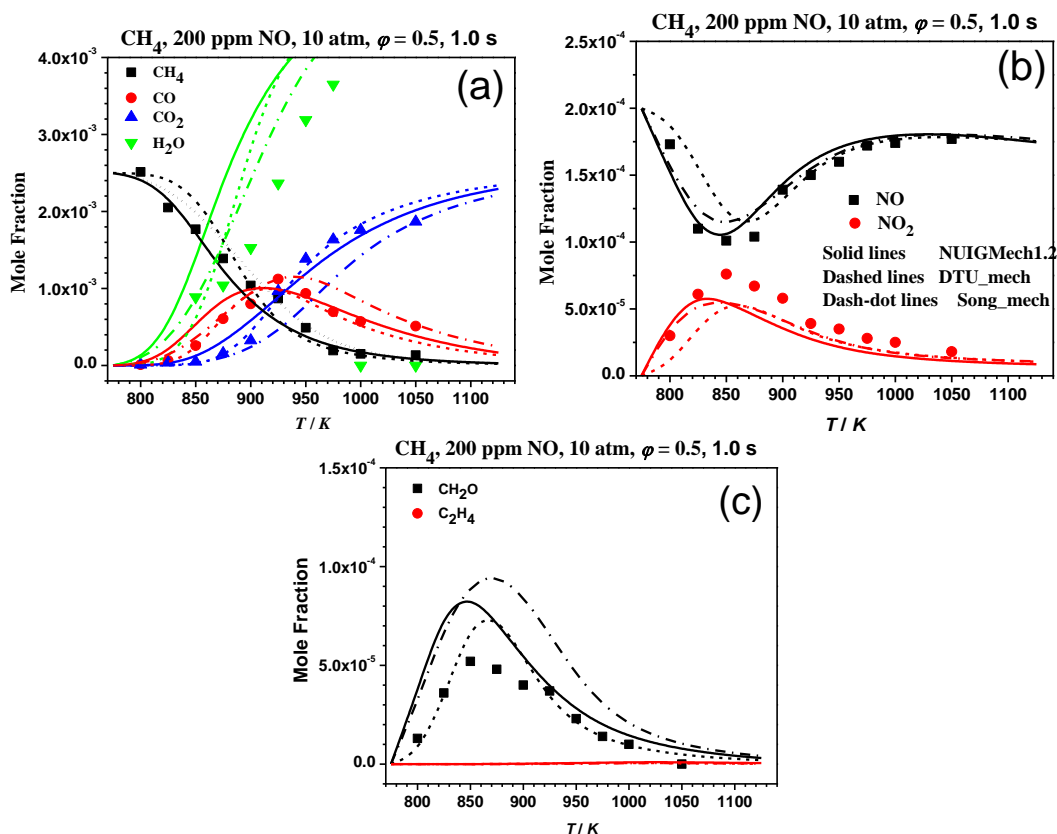 CH4, 200 ppm NO, 10 atm, φ = 0.5, 1.0 s
(a)
CH4
CO
CO2
H2O
4.0x10-3
3.0x10-3
2.0x10-3
1.0x10-3
0.0
Mole Fraction
800 850 900 950 1000 1050 1100
T / K
CH4, 200 ppm NO, 10 atm, φ = 0.5, 1.0 s
(b)
2.5x10-4
2.0x10-4
1.5x10-4
1.0x10-4
5.0x10-5
0.0
Mole Fraction
NO
NO2
Solid lines NUIGMech1.2
Dashed lines DTU_mech
Dash-dot lines Song_mech
800 850 900 950 1000 1050 1100
T / K
CH4, 200 ppm NO, 10 atm, φ = 0.5, 1.0 s
(c)
CH2O
C2H4
1.5x10-4
1.0x10-4
5.0x10-5
0.0
Mole Fraction
800 850 900 950 1000 1050 1100
T / K